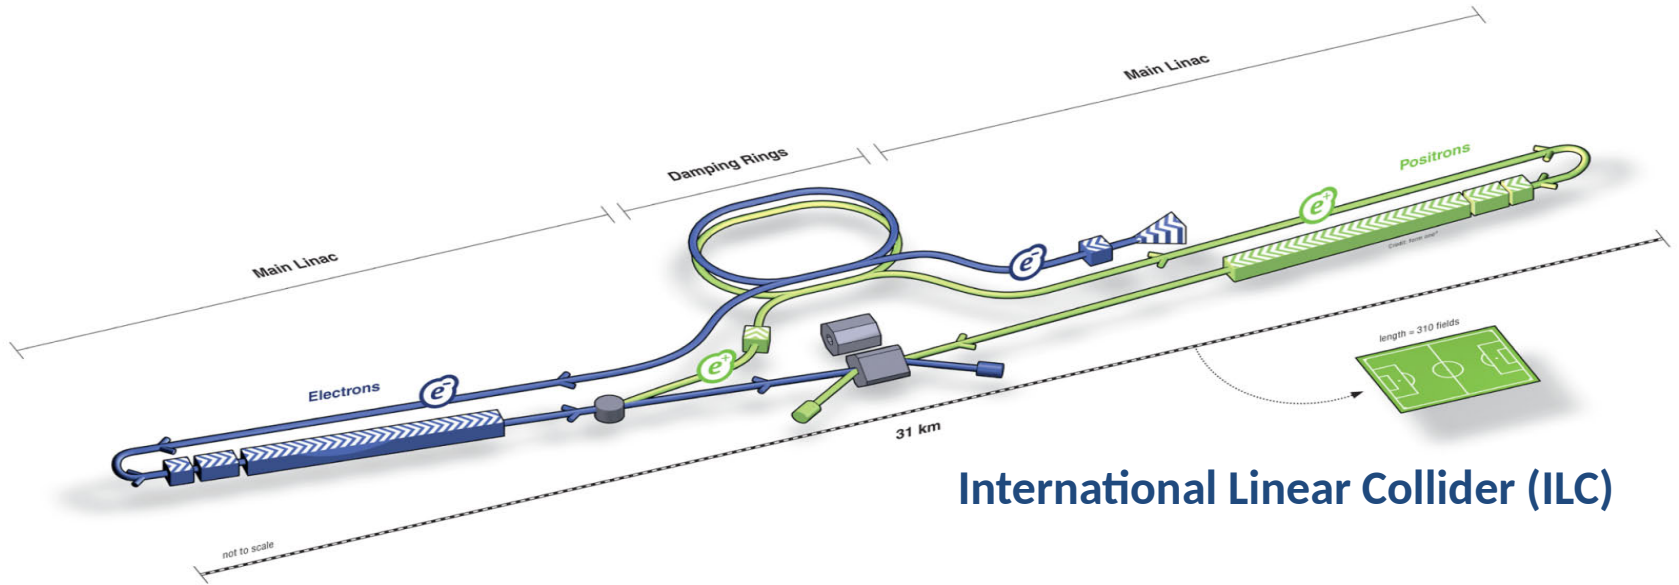 Main Linac
Damping Rings
Main Linac
Positrons
e⁺
e⁻
e⁺
Electrons
e⁻
length = 310 fields
31 km
International Linear Collider (ILC)
not to scale